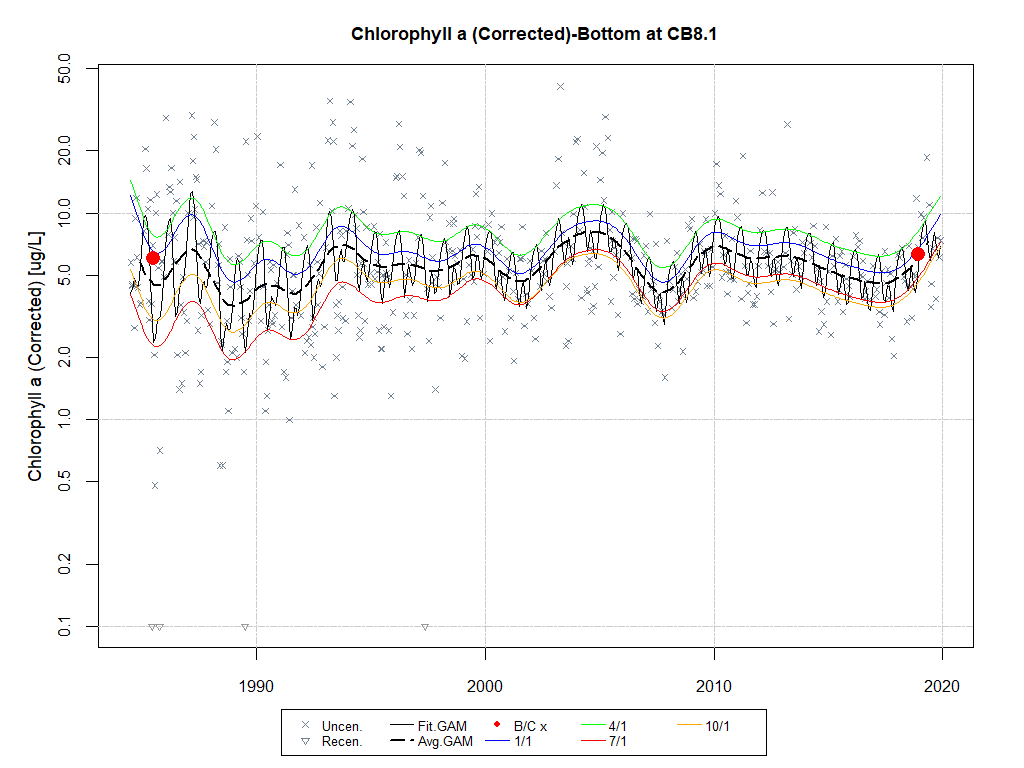 Chlorophyll a (Corrected)-Bottom at CB8.1
Chlorophyll a (Corrected) [ug/L]
50.0
20.0
10.0
5.0
2.0
1.0
0.5
0.2
0.1
1990 2000 2010 2020
Uncen. Fit.GAM B/C x 4/1 10/1
Recen. Avg.GAM 1/1 7/1